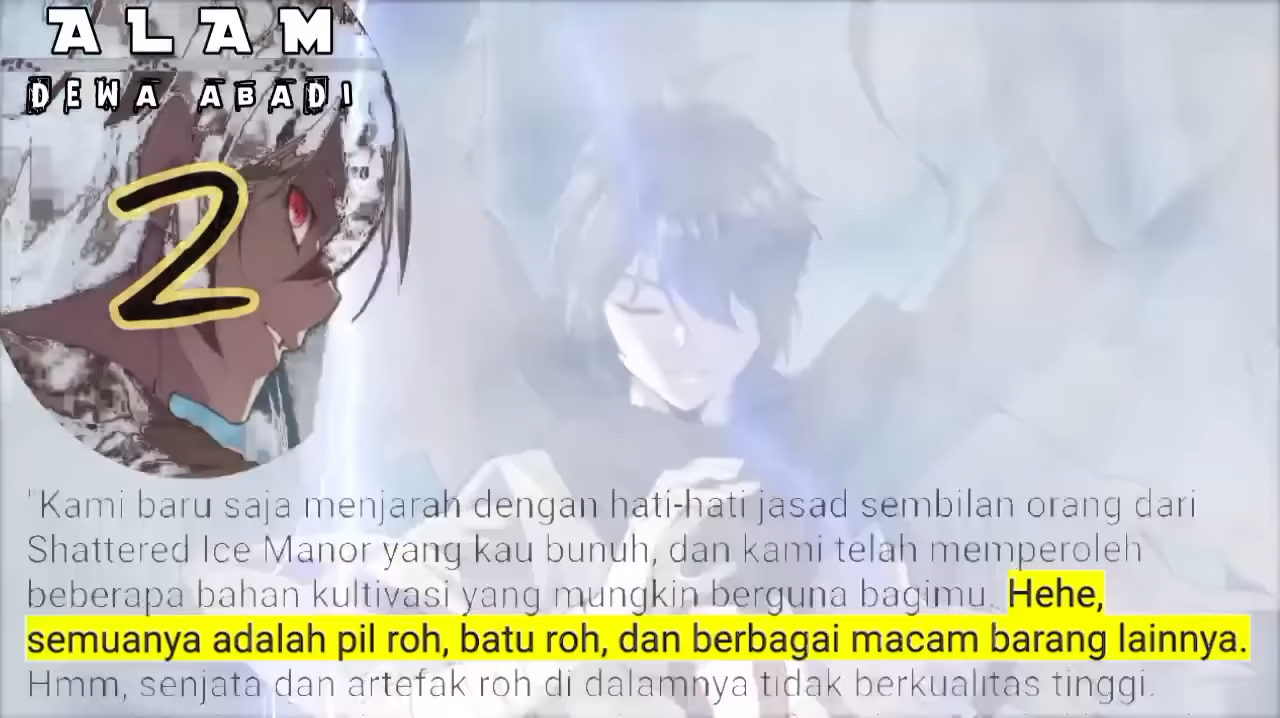 ALAM
DEWA ABADI
2
'Kami baru saja menjarah dengan hati-hati jasad sembilan orang dari
Shattered Ice Manor yang kau bunuh, dan kami telah memperoleh
beberapa bahan kultivasi yang mungkin berguna bagimu. Hehe,
semuanya adalah pil roh, batu roh, dan berbagai macam barang lainnya.
Hmm, senjata dan artefak roh di dalamnya tidak berkualitas tinggi.